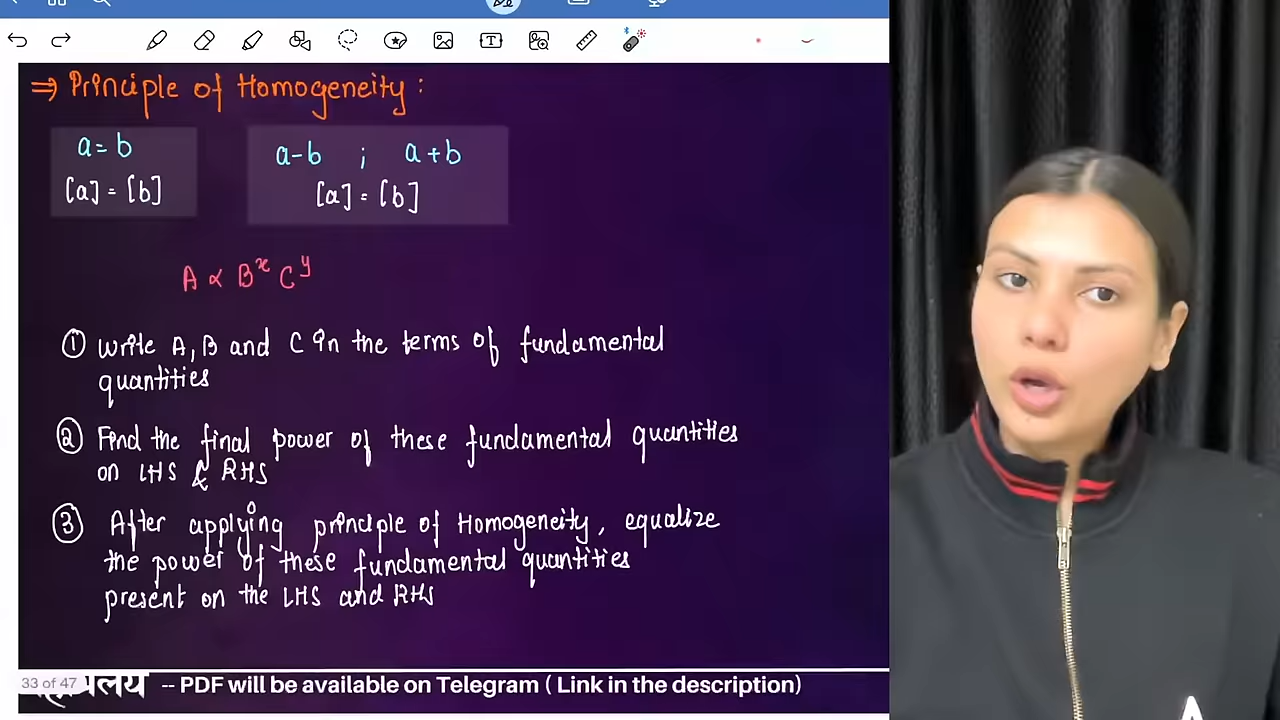 ⇒ Principle of Homogeneity :
a = b
[a] = [b]
a-b ; a+b
[a] = [b]
A ∝ Bˣ Cʸ
① Write A, B and C in the terms of fundamental
quantities
② Find the final power of these fundamental quantities
on LHS & RHS
③ After applying principle of Homogeneity, equalize
the power of these fundamental quantities
present on the LHS and RHS
33 of 47
-- PDF will be available on Telegram ( Link in the description)